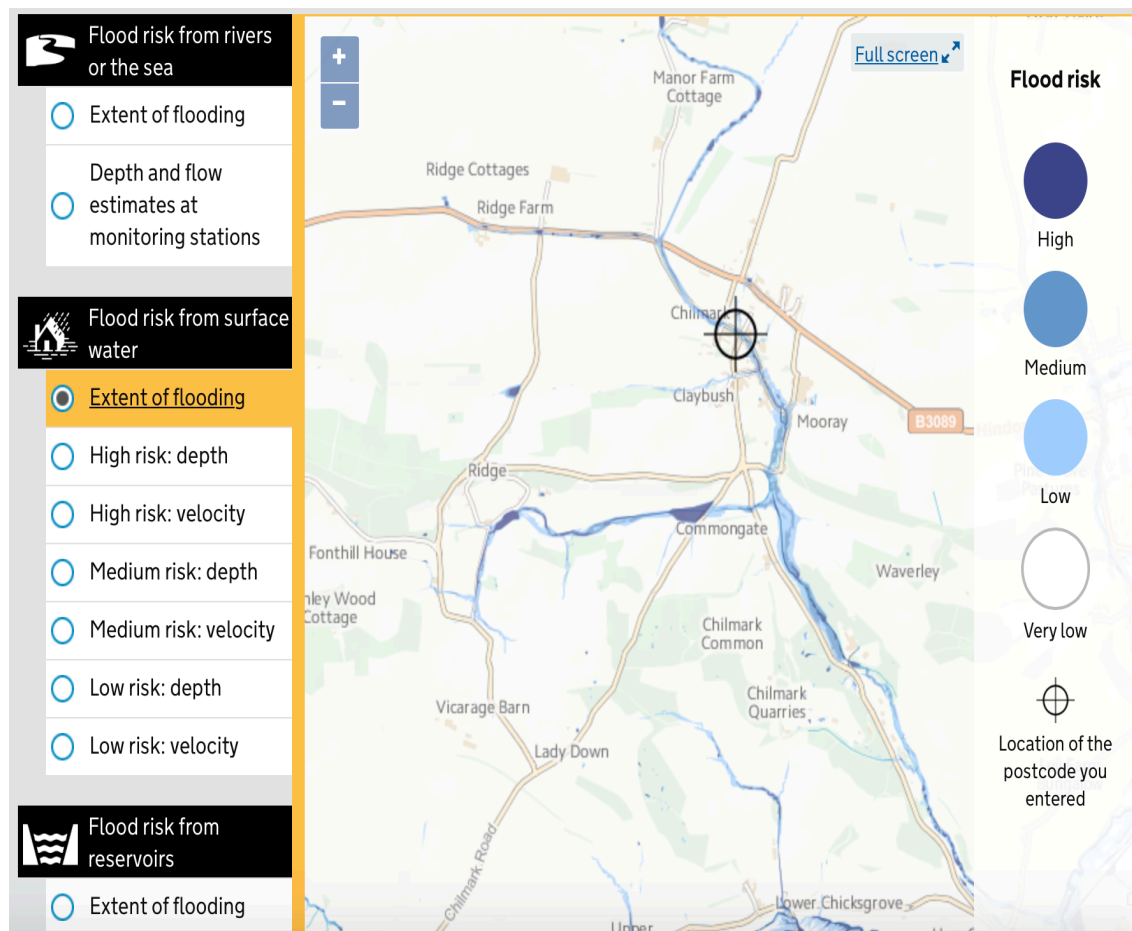 Flood risk from rivers
or the sea
Extent of flooding
Depth and flow
estimates at
monitoring stations
Flood risk from surface
water
Extent of flooding
High risk: depth
High risk: velocity
Medium risk: depth
Medium risk: velocity
Low risk: depth
Low risk: velocity
Flood risk from
reservoirs
Extent of flooding
+
−
Full screen
Manor Farm
Cottage
Ridge Cottages
Ridge Farm
Chilmark
Claybush
Mooray
B3089
Ridge
Commongate
Fonthill House
Waverley
nley Wood
Cottage
Chilmark
Common
Chilmark
Quarries
Vicarage Barn
Lady Down
Chilmark Road
Lower Chicksgrove
Upper
Flood risk
High
Medium
Low
Very low
Location of the
postcode you
entered